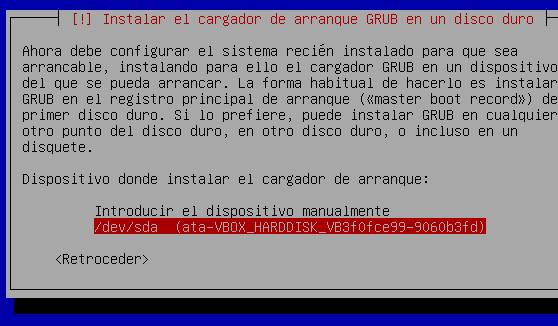 [!] Instalar el cargador de arranque GRUB en un disco duro
Ahora debe configurar el sistema recién instalado para que sea
arrancable, instalando para ello el cargador GRUB en un dispositivo
del que se pueda arrancar. La forma habitual de hacerlo es instalar
GRUB en el registro principal de arranque («master boot record») de
primer disco duro. Si lo prefiere, puede instalar GRUB en cualquier
otro punto del disco duro, en otro disco duro, o incluso en un
disquete.
Dispositivo donde instalar el cargador de arranque:
Introducir el dispositivo manualmente
/dev/sda (ata-VBOX_HARDDISK_VB3f0fce99-9060b3fd)
<Retroceder>